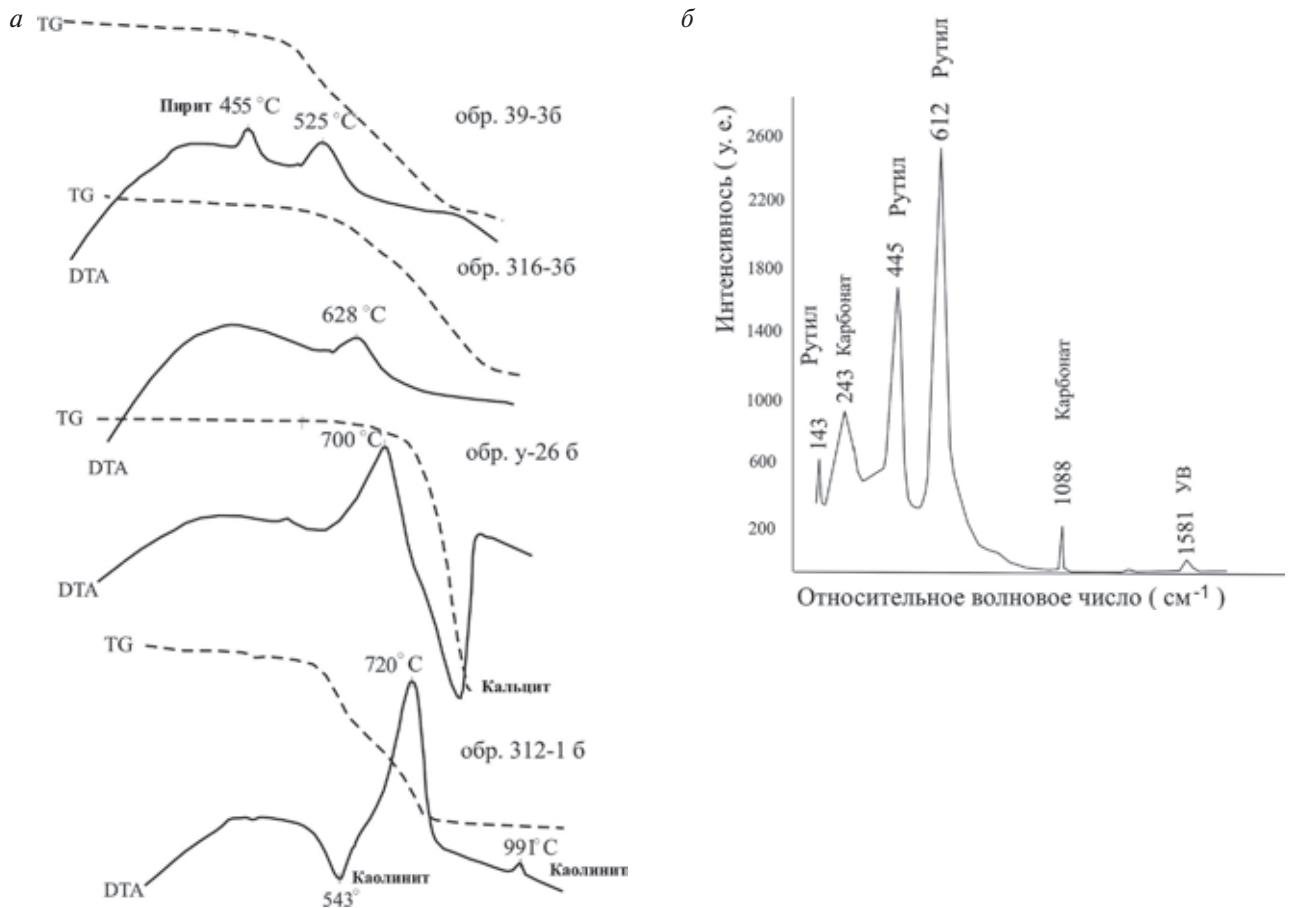 а
TG
Пирит 455 °C
525 °C
обр. 39-3б
TG
DTA
обр. 316-3б
628 °C
TG
DTA
700 °C
обр. у-26 б
DTA
TG
720° C
Кальцит
обр. 312-1 б
991° C
Каолинит
Каолинит
DTA
543°
б
Интенсивнось ( у. е.)
2600
2200
1800
1400
1000
600
200
143 Рутил
243 Карбонат
445 Рутил
612 Рутил
1088 Карбонат
1581 УВ
Относительное волновое число ( см-1 )